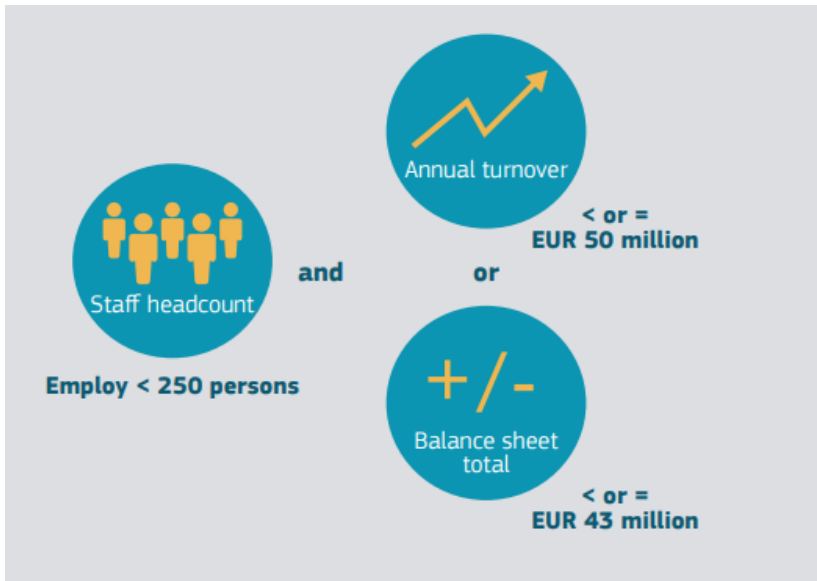 Staff headcount
Employ < 250 persons
and
Annual turnover
< or =
EUR 50 million
or
+/-
Balance sheet
total
< or =
EUR 43 million